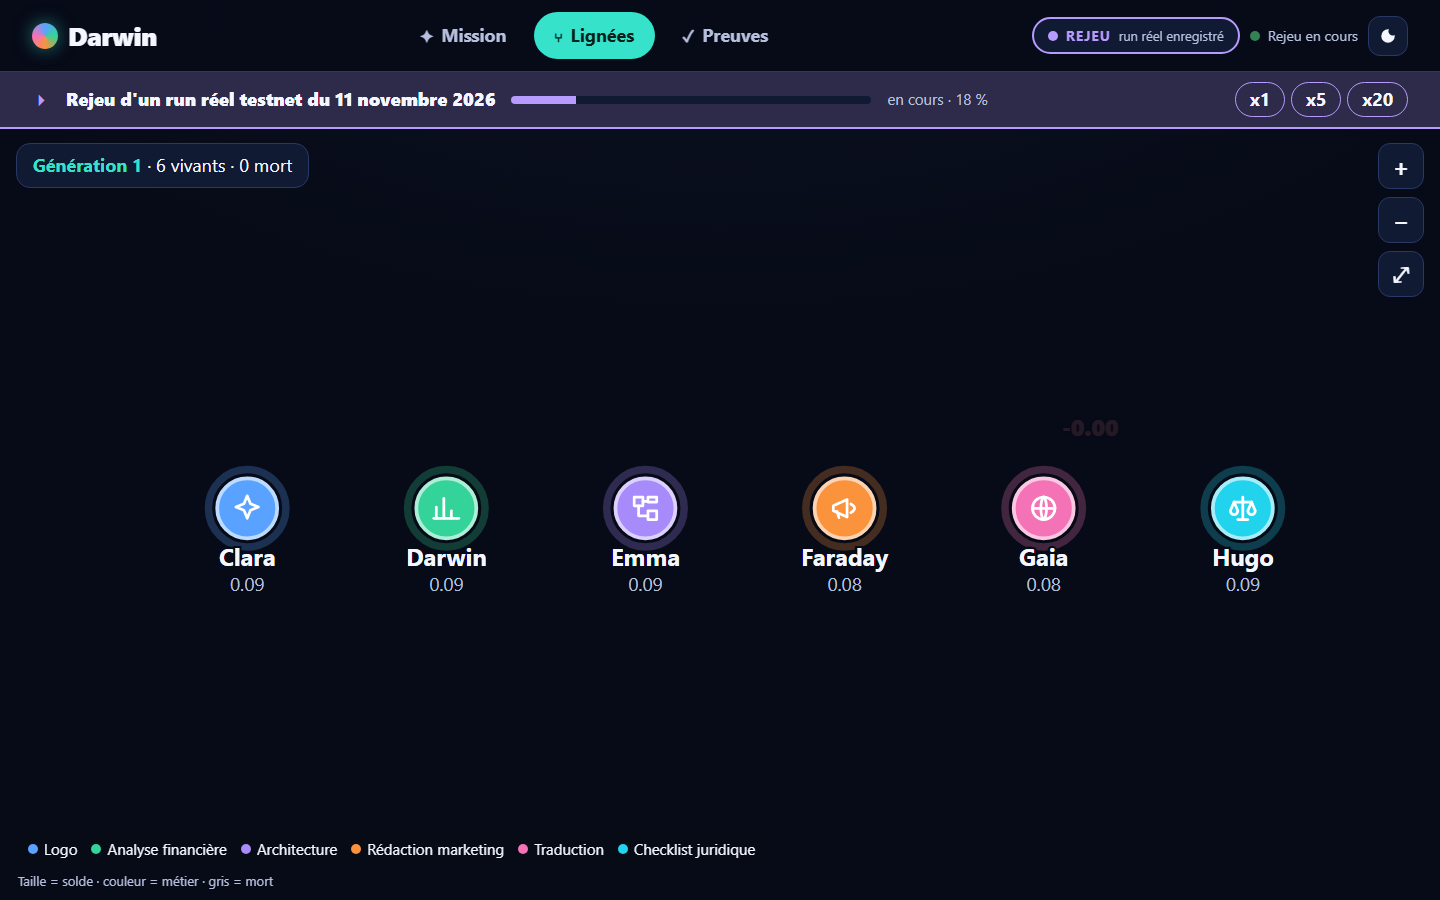 Darwin
Mission
Lignées
Preuves
REJEU run réel enregistré
Rejeu en cours
Rejeu d'un run réel testnet du 11 novembre 2026
en cours · 18 %
x1
x5
x20
Génération 1 · 6 vivants · 0 mort
+
−
-0.00
Clara
0.09
Darwin
0.09
Emma
0.09
Faraday
0.08
Gaia
0.08
Hugo
0.09
Logo
Analyse financière
Architecture
Rédaction marketing
Traduction
Checklist juridique
Taille = solde · couleur = métier · gris = mort